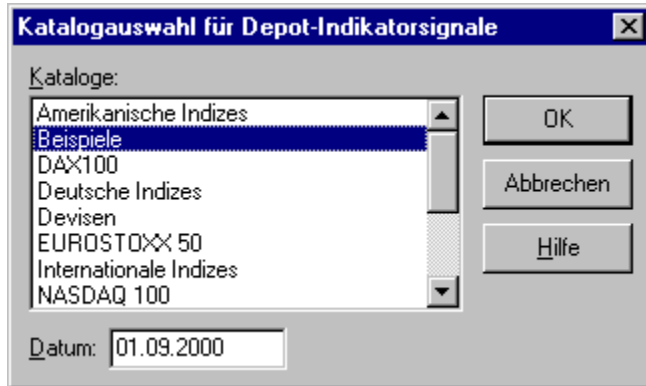 Katalogauswahl für Depot-Indikatorsignale
Kataloge:
Amerikanische Indizes
Beispiele
DAX100
Deutsche Indizes
Devisen
EUROSTOXX 50
Internationale Indizes
NASDAQ 100
OK
Abbrechen
Hilfe
Datum: 01.09.2000